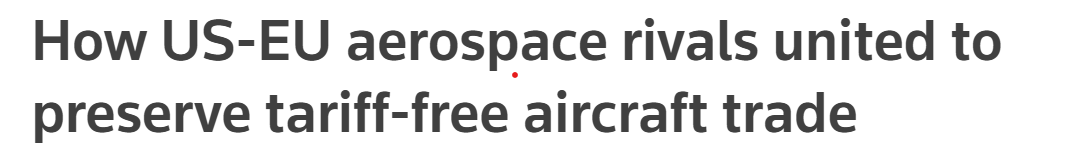 How US-EU aerospace rivals united to
preserve tariff-free aircraft trade